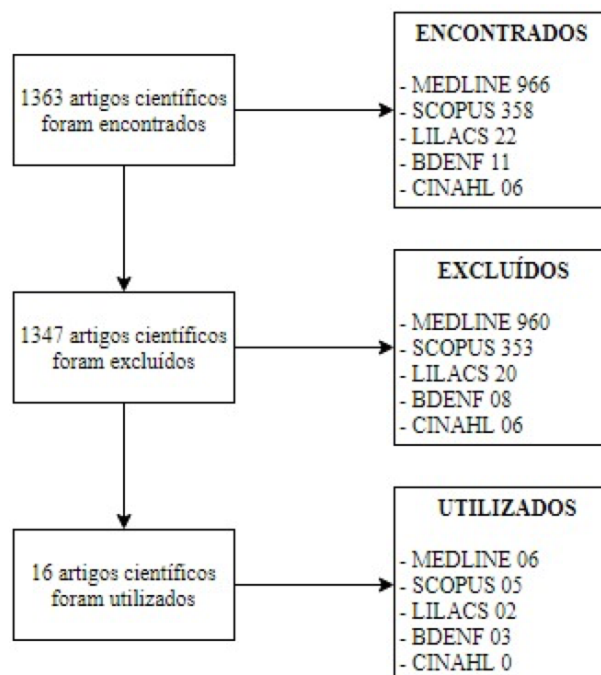 1363 artigos científicos
foram encontrados
ENCONTRADOS
- MEDLINE 966
- SCOPUS 358
- LILACS 22
- BDENF 11
- CINAHL 06
1347 artigos científicos
foram excluídos
EXCLUÍDOS
- MEDLINE 960
- SCOPUS 353
- LILACS 20
- BDENF 08
- CINAHL 06
16 artigos científicos
foram utilizados
UTILIZADOS
- MEDLINE 06
- SCOPUS 05
- LILACS 02
- BDENF 03
- CINAHL 0